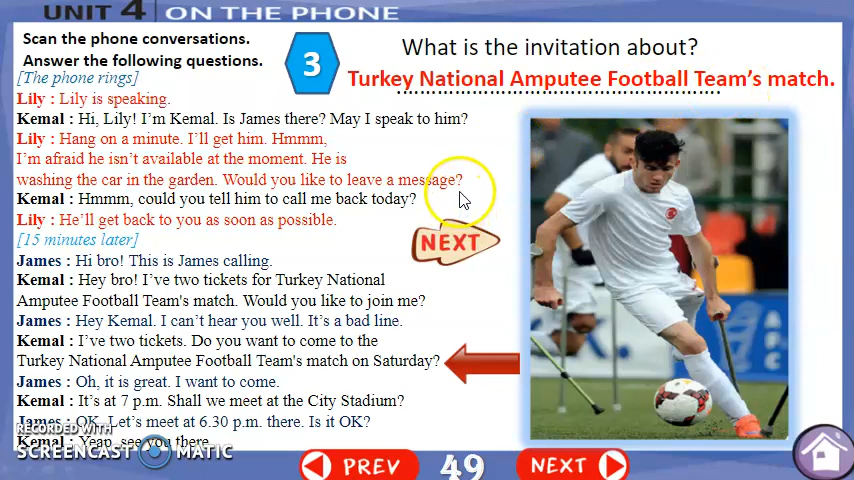 UNIT 4 ON THE PHONE
Scan the phone conversations.
Answer the following questions.
3
What is the invitation about?
Turkey National Amputee Football Team's match.
[The phone rings]
Lily : Lily is speaking.
Kemal : Hi, Lily! I'm Kemal. Is James there? May I speak to him?
Lily : Hang on a minute. I'll get him. Hmmm,
I'm afraid he isn't available at the moment. He is
washing the car in the garden. Would you like to leave a message?
Kemal : Hmmm, could you tell him to call me back today?
Lily : He'll get back to you as soon as possible.
[15 minutes later]
James : Hi bro! This is James calling.
Kemal : Hey bro! I've two tickets for Turkey National
Amputee Football Team's match. Would you like to join me?
James : Hey Kemal. I can't hear you well. It's a bad line.
Kemal : I've two tickets. Do you want to come to the
Turkey National Amputee Football Team's match on Saturday?
James : Oh, it is great. I want to come.
Kemal : It's at 7 p.m. Shall we meet at the City Stadium?
James : OK. Let's meet at 6.30 p.m. there. Is it OK?
Kemal : Yeap, see you there.
NEXT
AFC
RECORDED WITH
SCREENCAST MATIC
PREV
49
NEXT